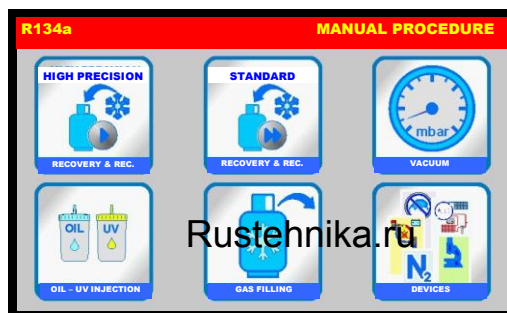 R134a MANUAL PROCEDURE
HIGH PRECISION STANDARD
mbar
RECOVERY & REC. RECOVERY & REC. VACUUM
OIL UV
Rustehnika.ru
N2
OIL – UV INJECTION GAS FILLING DEVICES